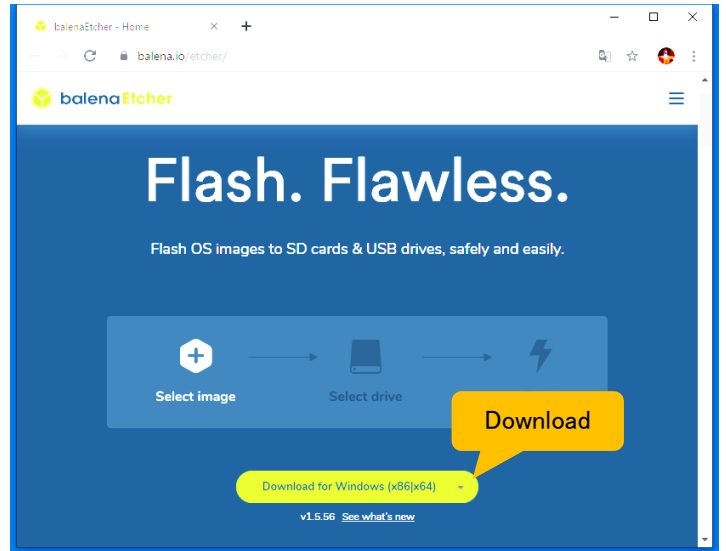 balenaEtcher - Home
balena.io/etcher/
balenaEtcher
Flash. Flawless.
Flash OS images to SD cards & USB drives, safely and easily.
Select image
Select drive
Download
Download for Windows (x86|x64)
v1.5.56 See what's new